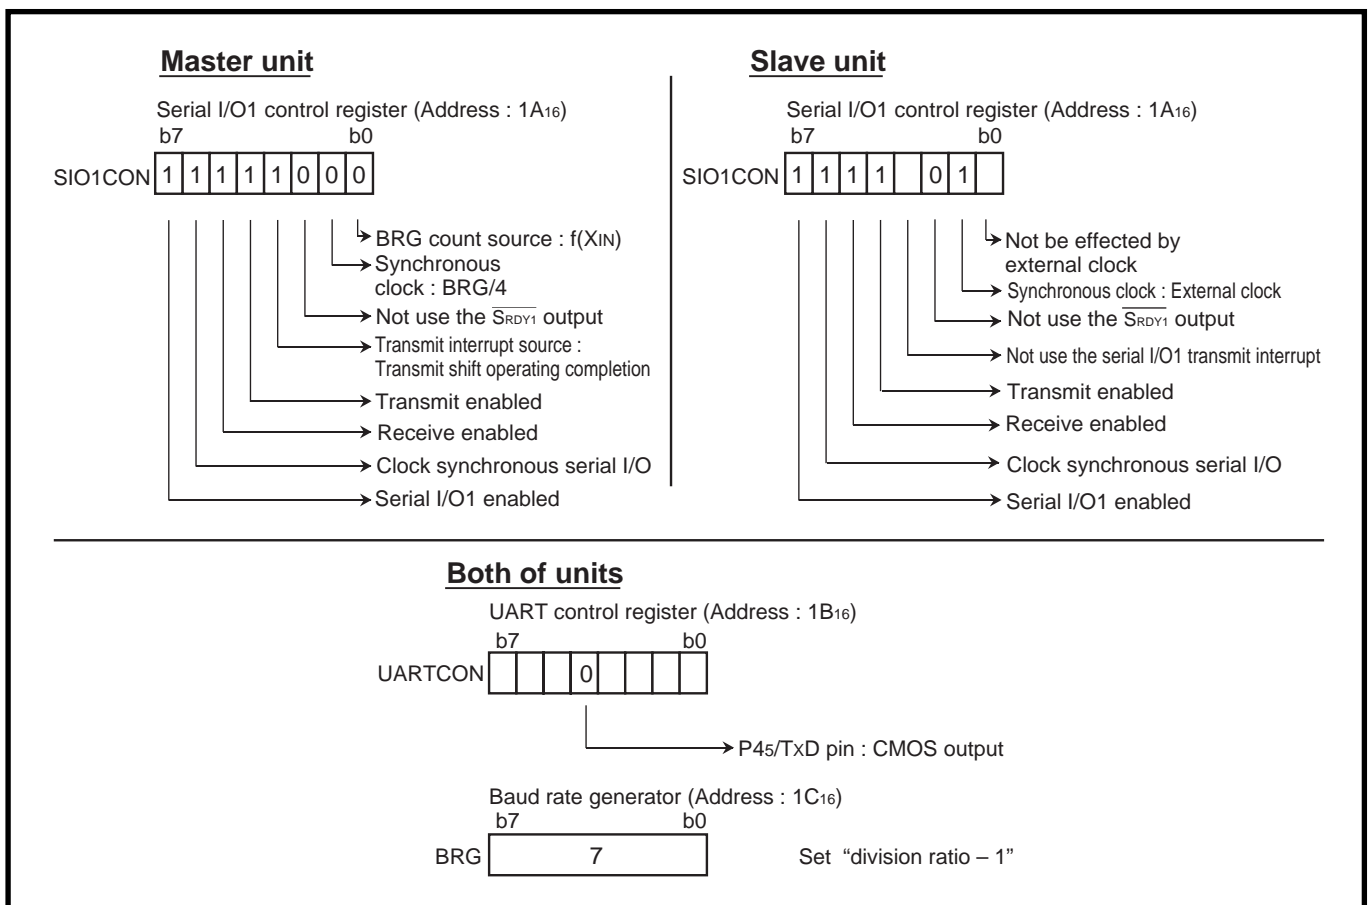 Master unit
Serial I/O1 control register (Address : 1A16)
b7 b0
SIO1CON 1 1 1 1 1 0 0 0
BRG count source : f(XIN)
Synchronous
clock : BRG/4
Not use the SRDY1 output
Transmit interrupt source :
Transmit shift operating completion
Transmit enabled
Receive enabled
Clock synchronous serial I/O
Serial I/O1 enabled
Slave unit
Serial I/O1 control register (Address : 1A16)
b7 b0
SIO1CON 1 1 1 1 0 1
Not be effected by
external clock
Synchronous clock : External clock
Not use the SRDY1 output
Not use the serial I/O1 transmit interrupt
Transmit enabled
Receive enabled
Clock synchronous serial I/O
Serial I/O1 enabled
Both of units
UART control register (Address : 1B16)
b7 b0
UARTCON 0
P45/TXD pin : CMOS output
Baud rate generator (Address : 1C16)
b7 b0
BRG 7 Set “division ratio – 1”